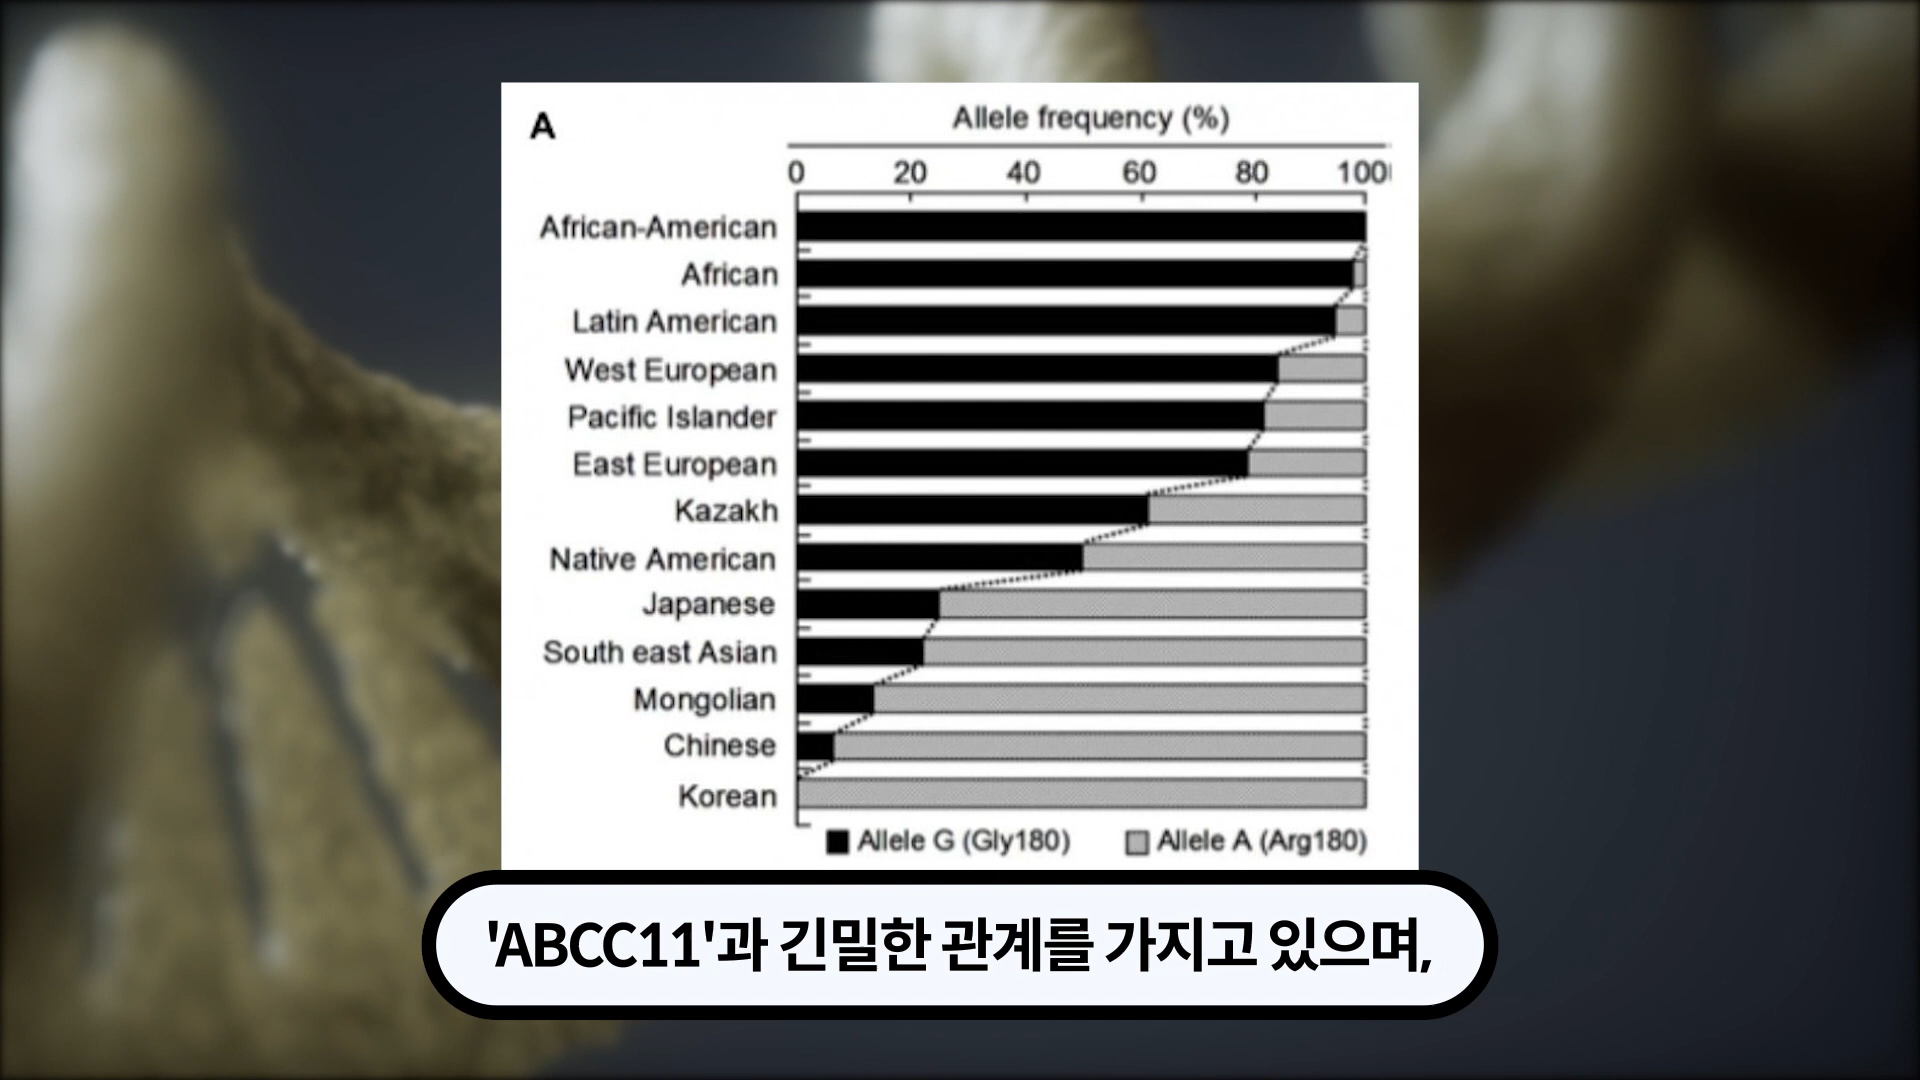 A
Allele frequency (%)
0 20 40 60 80 100
African-American
African
Latin American
West European
Pacific Islander
East European
Kazakh
Native American
Japanese
South east Asian
Mongolian
Chinese
Korean
Allele G (Gly180) Allele A (Arg180)
'ABCC11'과 긴밀한 관계를 가지고 있으며,